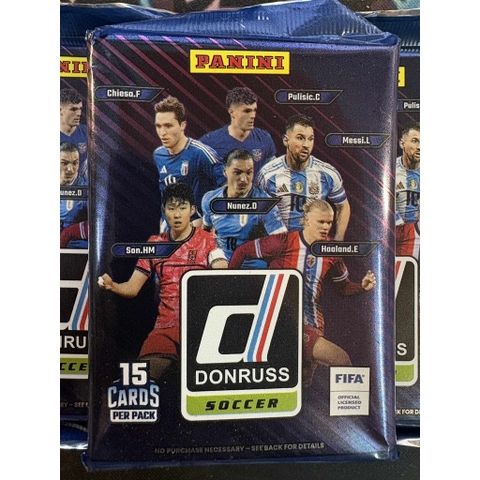 PANINI
Chiesa.F
Pulisic.C
Messi.L
Nunez.D
Nunez.D
Son.HM
Haaland.E
d
DONRUSS
SOCCER
15
CARDS
PER PACK
FIFA
OFFICIAL
LICENSED
PRODUCT
NO PURCHASE NECESSARY - SEE BACK FOR DETAILS